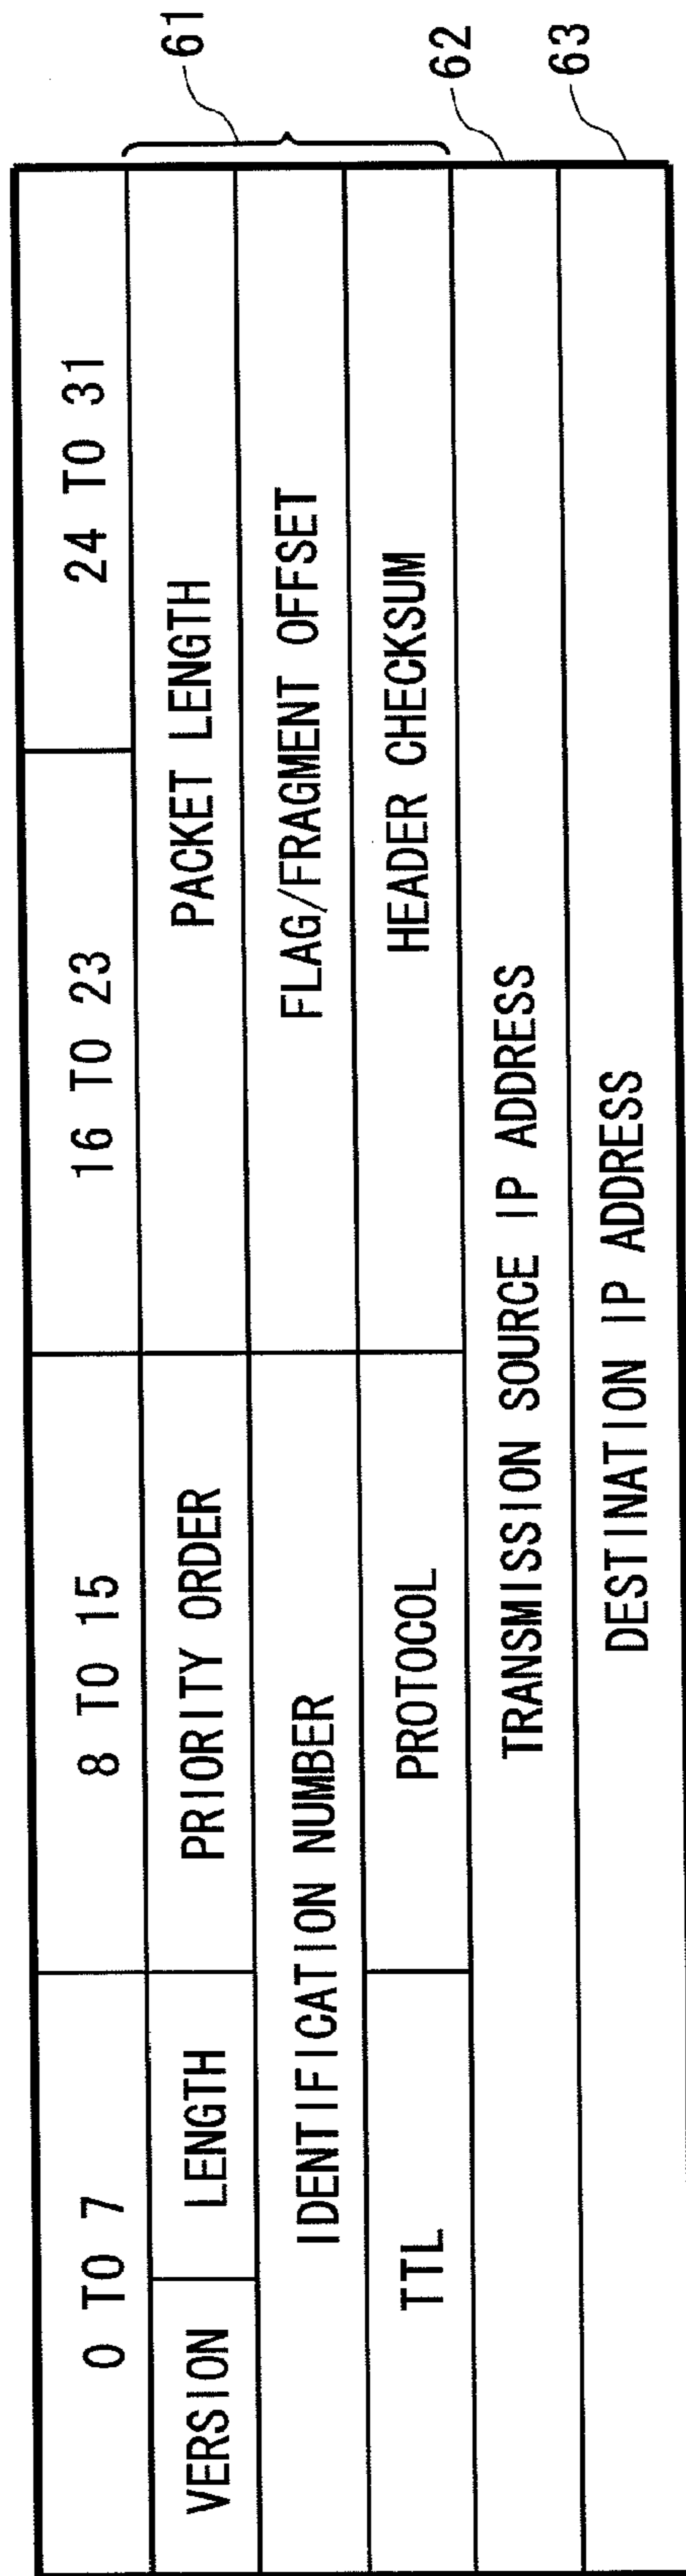 0 TO 7 8 TO 15 16 TO 23 24 TO 31
VERSION LENGTH PRIORITY ORDER PACKET LENGTH
IDENTIFICATION NUMBER FLAG/FRAGMENT OFFSET
TTL PROTOCOL HEADER CHECKSUM
61
TRANSMISSION SOURCE IP ADDRESS 62
DESTINATION IP ADDRESS 63